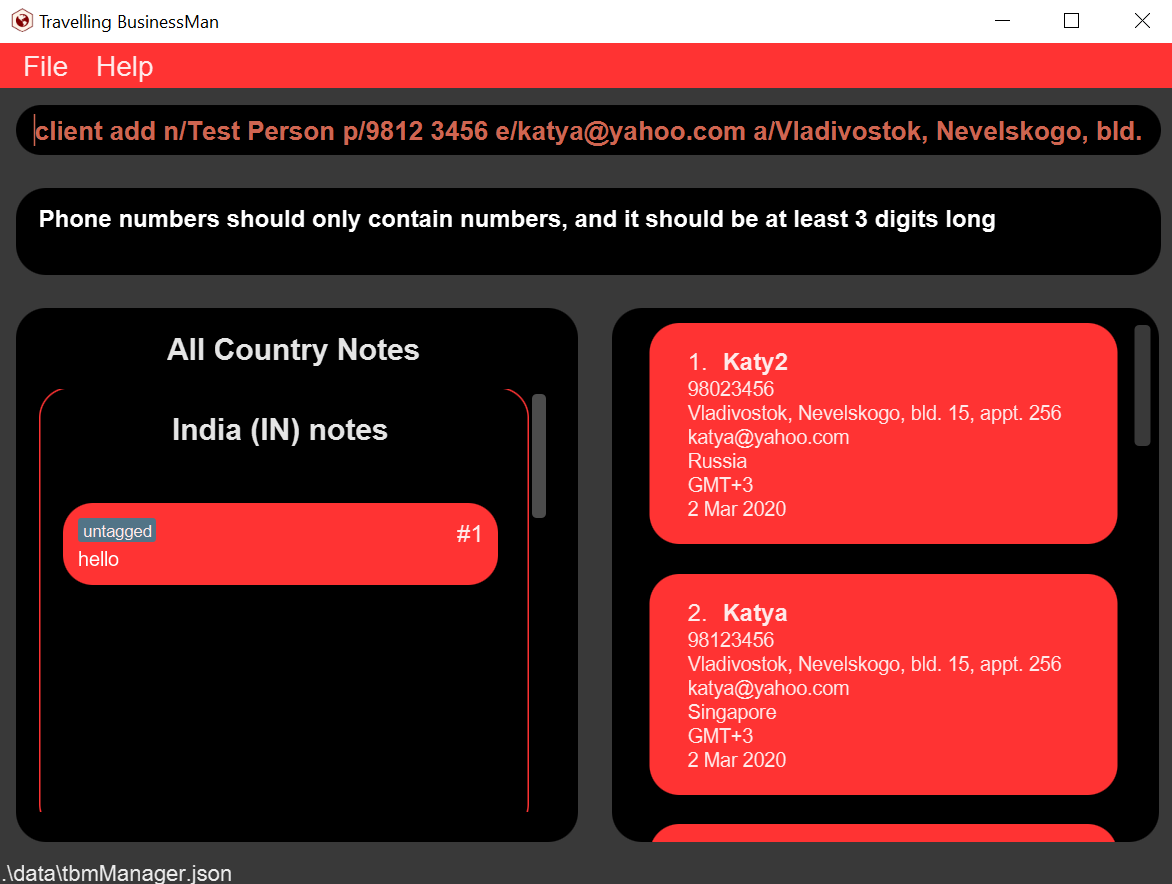 Travelling BusinessMan
File Help
client add n/Test Person p/9812 3456 e/katya@yahoo.com a/Vladivostok, Nevelskogo, bld.
Phone numbers should only contain numbers, and it should be at least 3 digits long
All Country Notes
India (IN) notes
untagged
#1
hello
1. Katy2
98023456
Vladivostok, Nevelskogo, bld. 15, appt. 256
katya@yahoo.com
Russia
GMT+3
2 Mar 2020
2. Katya
98123456
Vladivostok, Nevelskogo, bld. 15, appt. 256
katya@yahoo.com
Singapore
GMT+3
2 Mar 2020
.\data\tbmManager.json